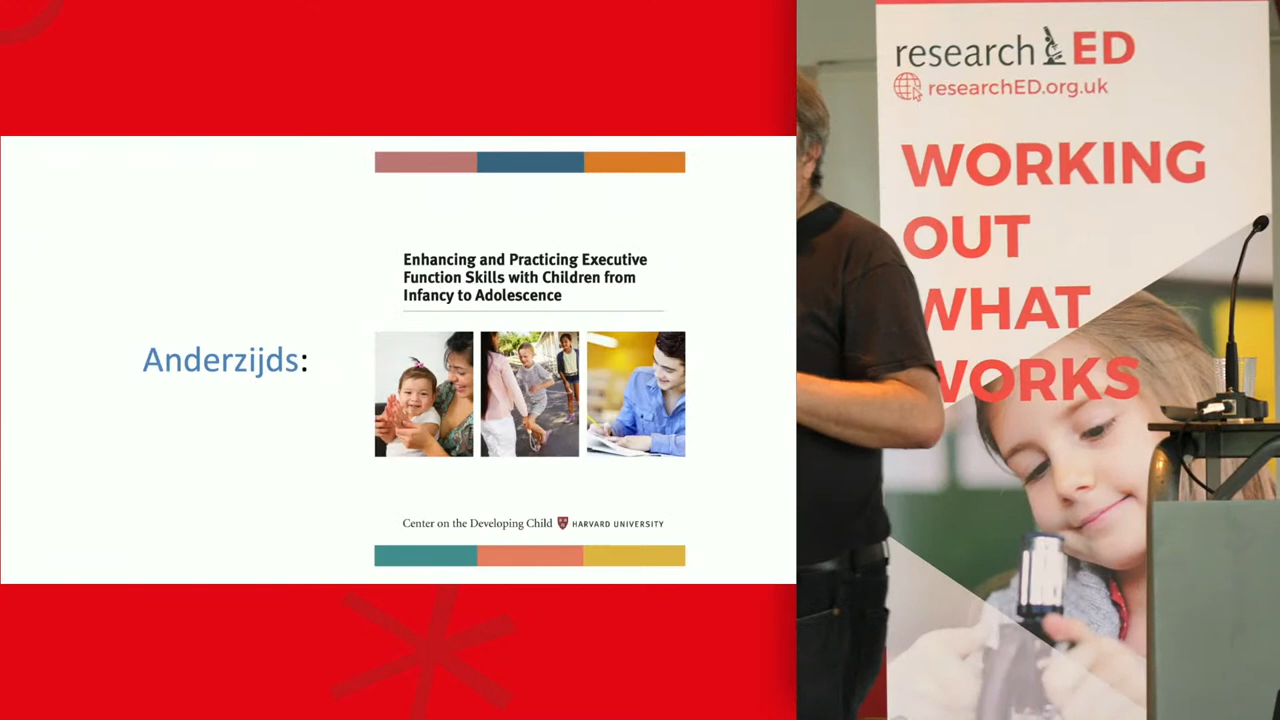 Anderzijds:
Enhancing and Practicing Executive
Function Skills with Children from
Infancy to Adolescence
Center on the Developing Child HARVARD UNIVERSITY
researchED
researchED.org.uk
WORKING
OUT
WHAT
WORKS